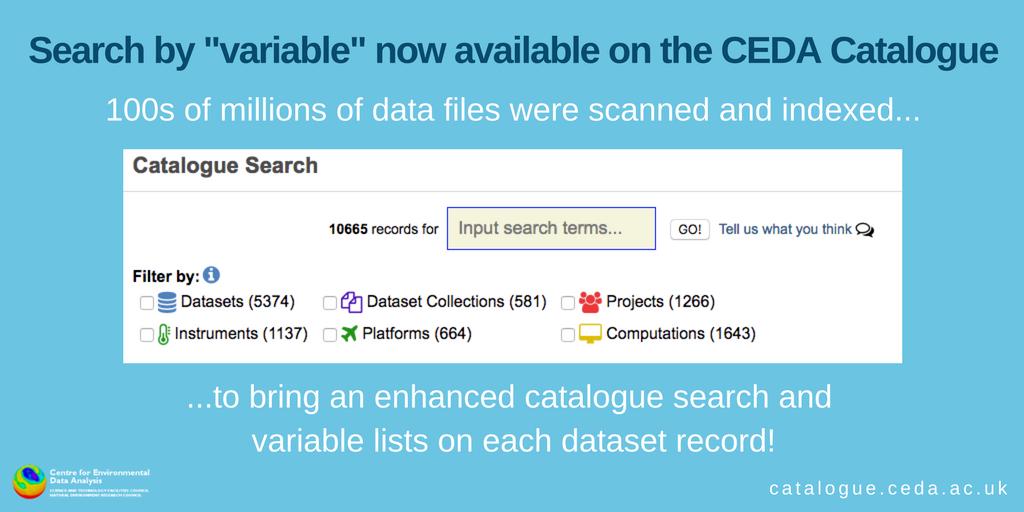 Search by "variable" now available on the CEDA Catalogue
100s of millions of data files were scanned and indexed...
Catalogue Search
10665 records for Input search terms... GO! Tell us what you think
Filter by:
Datasets (5374) Dataset Collections (581) Projects (1266)
Instruments (1137) Platforms (664) Computations (1643)
...to bring an enhanced catalogue search and
variable lists on each dataset record!
Centre for Environmental
Data Analysis
SCIENCE AND TECHNOLOGY FACILITIES COUNCIL
NATURAL ENVIRONMENT RESEARCH COUNCIL
catalogue.ceda.ac.uk